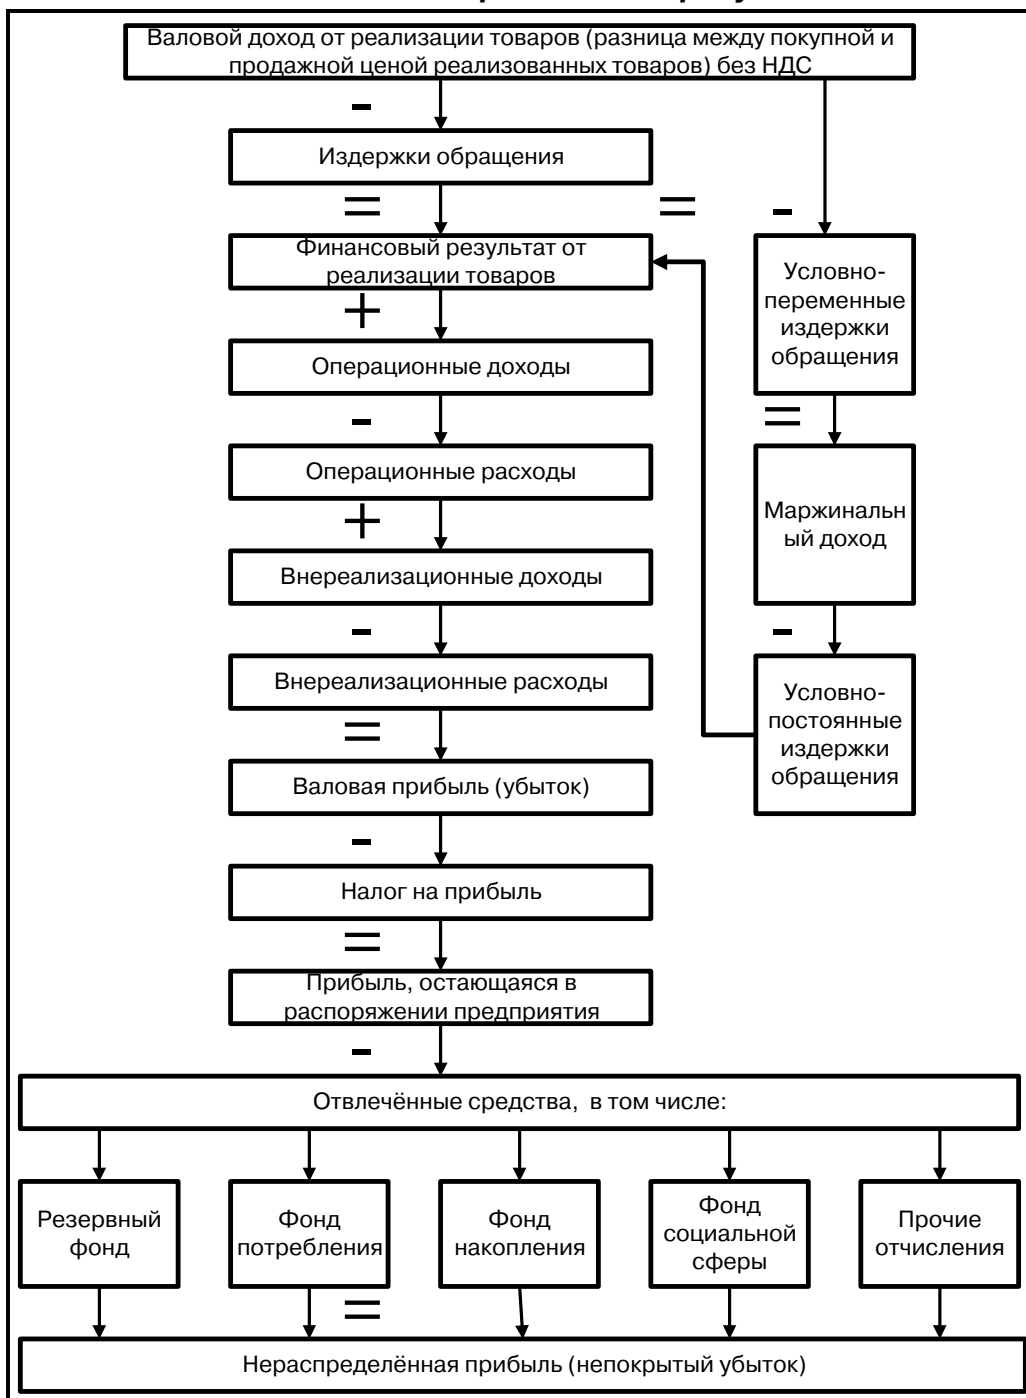 Валовой доход от реализации товаров (разница между покупной и
продажной ценой реализованных товаров) без НДС
-
Издержки обращения
=
=
-
Финансовый результат от
реализации товаров
Условно-
переменные
издержки
обращения
+
Операционные доходы
-
=
Операционные расходы
Маржинальн
ый доход
+
Внереализационные доходы
-
-
Внереализационные расходы
Условно-
постоянные
издержки
обращения
=
Валовая прибыль (убыток)
-
Налог на прибыль
=
Прибыль, остающаяся в
распоряжении предприятия
-
Отвлечённые средства, в том числе:
Резервный
фонд
Фонд
потребления
Фонд
накопления
Фонд
социальной
сферы
Прочие
отчисления
=
Нераспределённая прибыль (непокрытый убыток)